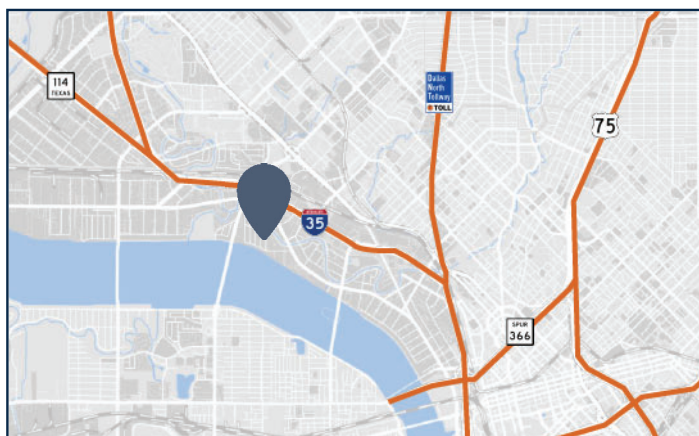 114
TEXAS
Dallas
North
Tollway
TOLL
75
35
SPUR
366